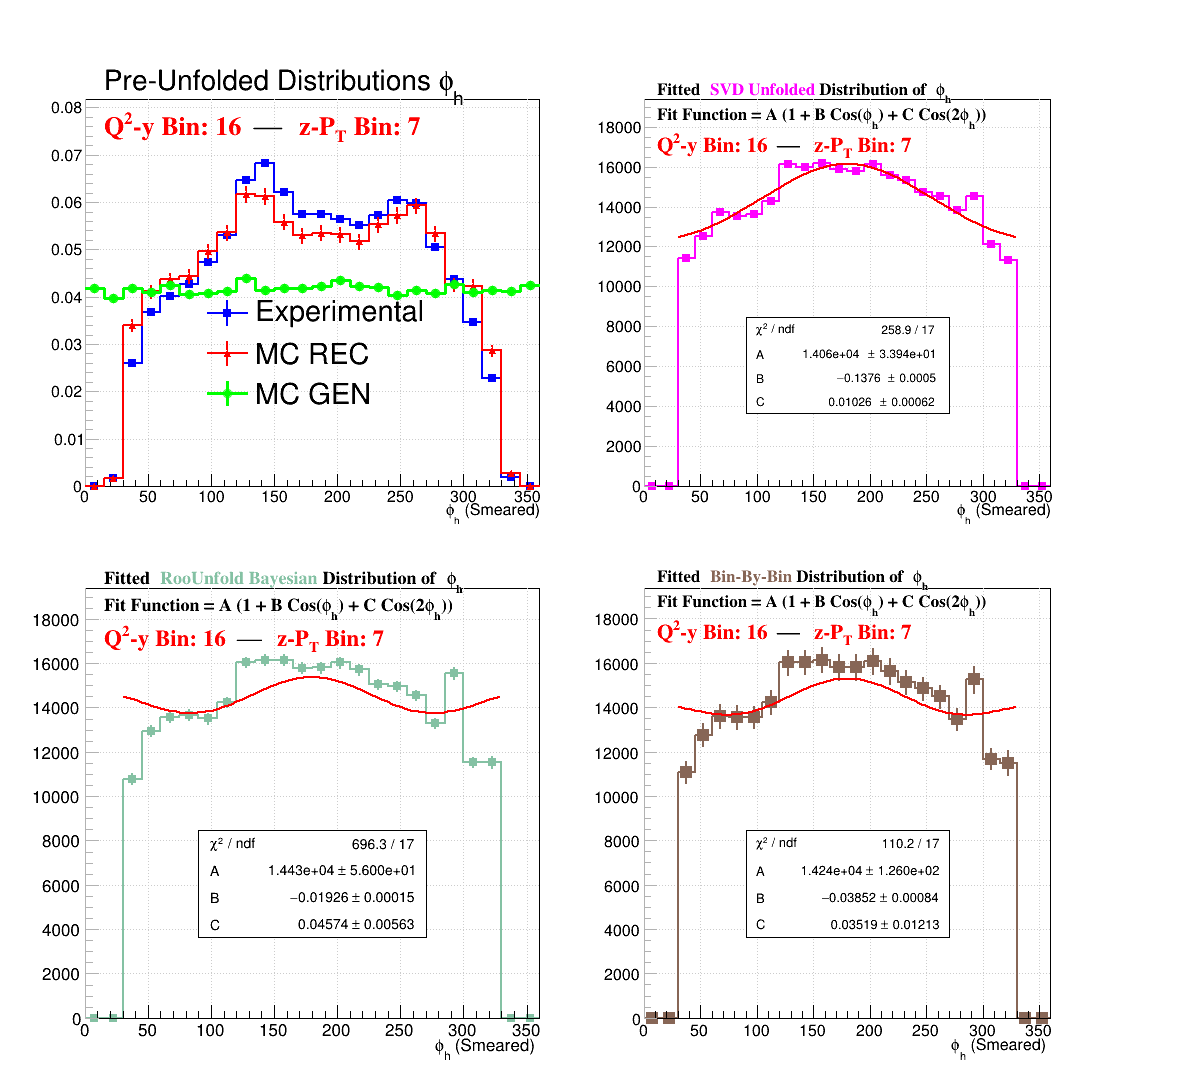 Pre-Unfolded Distributions ϕh
Q²-y Bin: 16 — z-PT Bin: 7
0.08
0.07
0.06
0.05
0.04
0.03
0.02
0.01
0
Experimental
MC REC
MC GEN
0 50 100 150 200 250 300 350
ϕh (Smeared)
Fitted SVD Unfolded Distribution of ϕh
Fit Function = A (1 + B Cos(ϕh) + C Cos(2ϕh))
Q²-y Bin: 16 — z-PT Bin: 7
18000
16000
14000
12000
10000
8000
6000
4000
2000
0
χ² / ndf 258.9 / 17
A 1.406e+04 ± 3.394e+01
B −0.1376 ± 0.0005
C 0.01026 ± 0.00062
0 50 100 150 200 250 300 350
ϕh (Smeared)
Fitted RooUnfold Bayesian Distribution of ϕh
Fit Function = A (1 + B Cos(ϕh) + C Cos(2ϕh))
Q²-y Bin: 16 — z-PT Bin: 7
18000
16000
14000
12000
10000
8000
6000
4000
2000
0
χ² / ndf 696.3 / 17
A 1.443e+04 ± 5.600e+01
B −0.01926 ± 0.00015
C 0.04574 ± 0.00563
0 50 100 150 200 250 300 350
ϕh (Smeared)
Fitted Bin-By-Bin Distribution of ϕh
Fit Function = A (1 + B Cos(ϕh) + C Cos(2ϕh))
Q²-y Bin: 16 — z-PT Bin: 7
18000
16000
14000
12000
10000
8000
6000
4000
2000
0
χ² / ndf 110.2 / 17
A 1.424e+04 ± 1.260e+02
B −0.03852 ± 0.00084
C 0.03519 ± 0.01213
0 50 100 150 200 250 300 350
ϕh (Smeared)